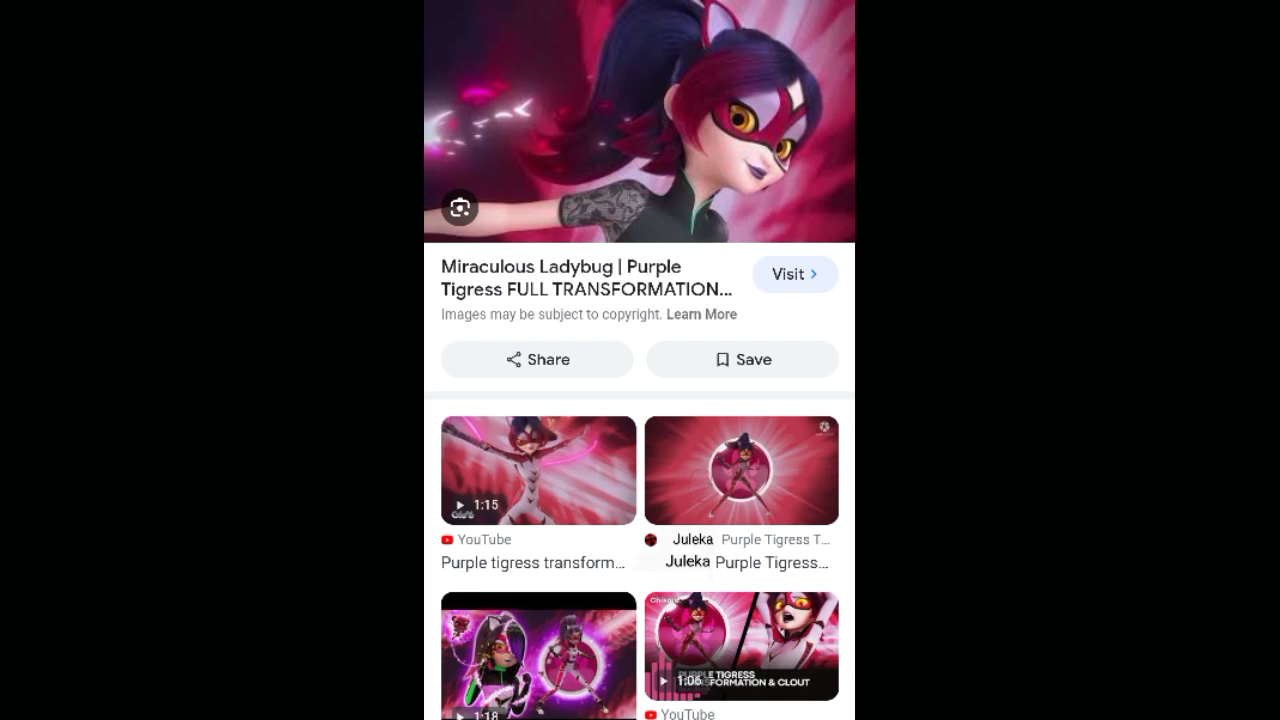 Miraculous Ladybug | Purple
Tigress FULL TRANSFORMATION...
Visit
Images may be subject to copyright. Learn More
Share
Save
1:15
YouTube
Juleka Purple Tigress T...
Purple tigress transform...
Juleka Purple Tigress...
1:18
1:06
PURPLE TIGRESS
TRANSFORMATION & CLOUT
YouTube